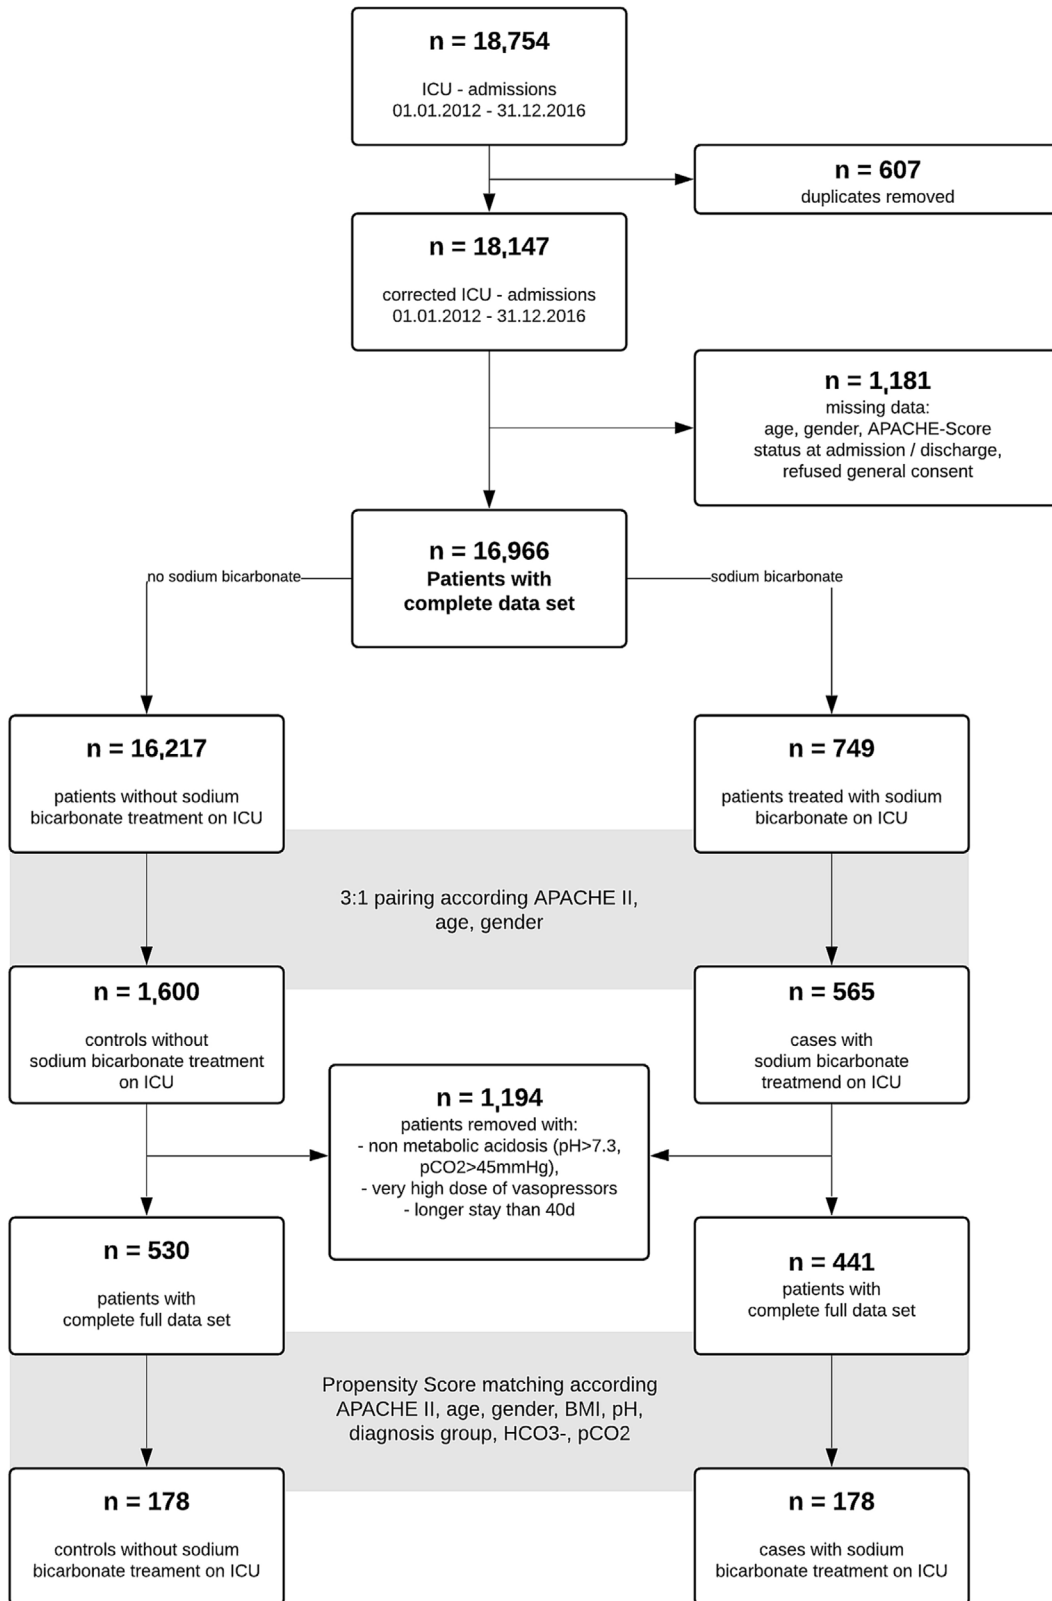 n = 18,754
ICU - admissions
01.01.2012 - 31.12.2016
n = 607
duplicates removed
n = 18,147
corrected ICU - admissions
01.01.2012 - 31.12.2016
n = 1,181
missing data:
age, gender, APACHE-Score
status at admission / discharge,
refused general consent
n = 16,966
Patients with
complete data set
no sodium bicarbonate
sodium bicarbonate
n = 16,217
patients without sodium
bicarbonate treatment on ICU
n = 749
patients treated with sodium
bicarbonate on ICU
3:1 pairing according APACHE II,
age, gender
n = 1,600
controls without
sodium bicarbonate treatment
on ICU
n = 565
cases with
sodium bicarbonate
treatmend on ICU
n = 1,194
patients removed with:
- non metabolic acidosis (pH>7.3,
pCO2>45mmHg),
- very high dose of vasopressors
- longer stay than 40d
n = 530
patients with
complete full data set
n = 441
patients with
complete full data set
Propensity Score matching according
APACHE II, age, gender, BMI, pH,
diagnosis group, HCO3-, pCO2
n = 178
controls without sodium
bicarbonate treament on ICU
n = 178
cases with sodium
bicarbonate treatment on ICU